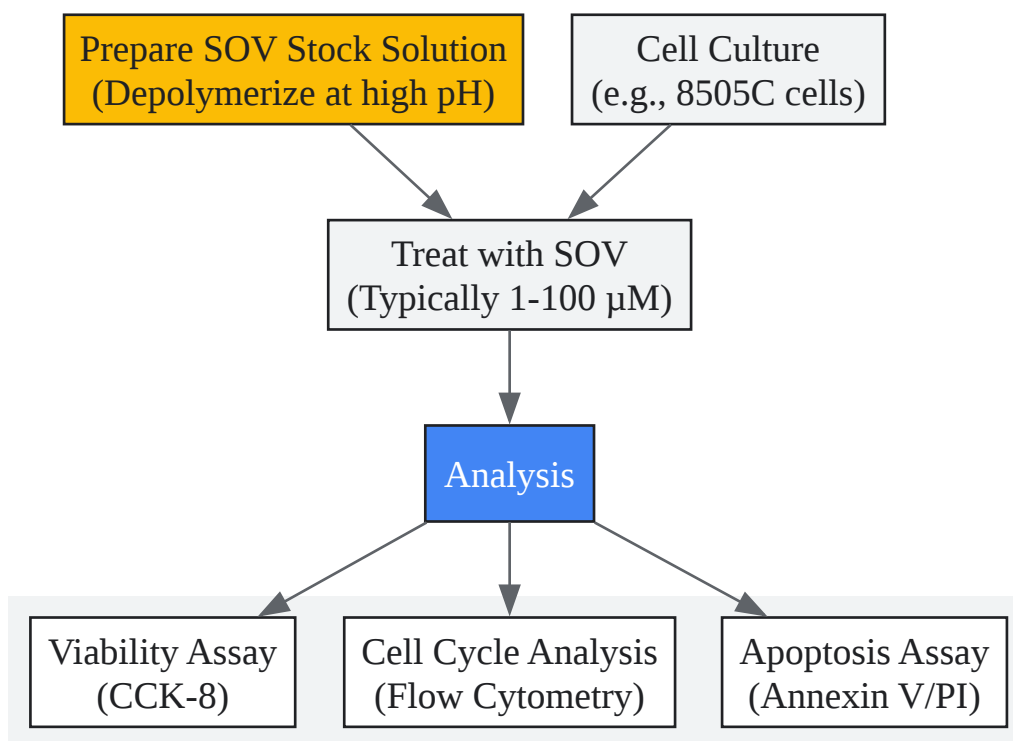 Prepare SOV Stock Solution
(Depolymerize at high pH)
Cell Culture
(e.g., 8505C cells)
Treat with SOV
(Typically 1-100 µM)
Analysis
Viability Assay
(CCK-8)
Cell Cycle Analysis
(Flow Cytometry)
Apoptosis Assay
(Annexin V/PI)